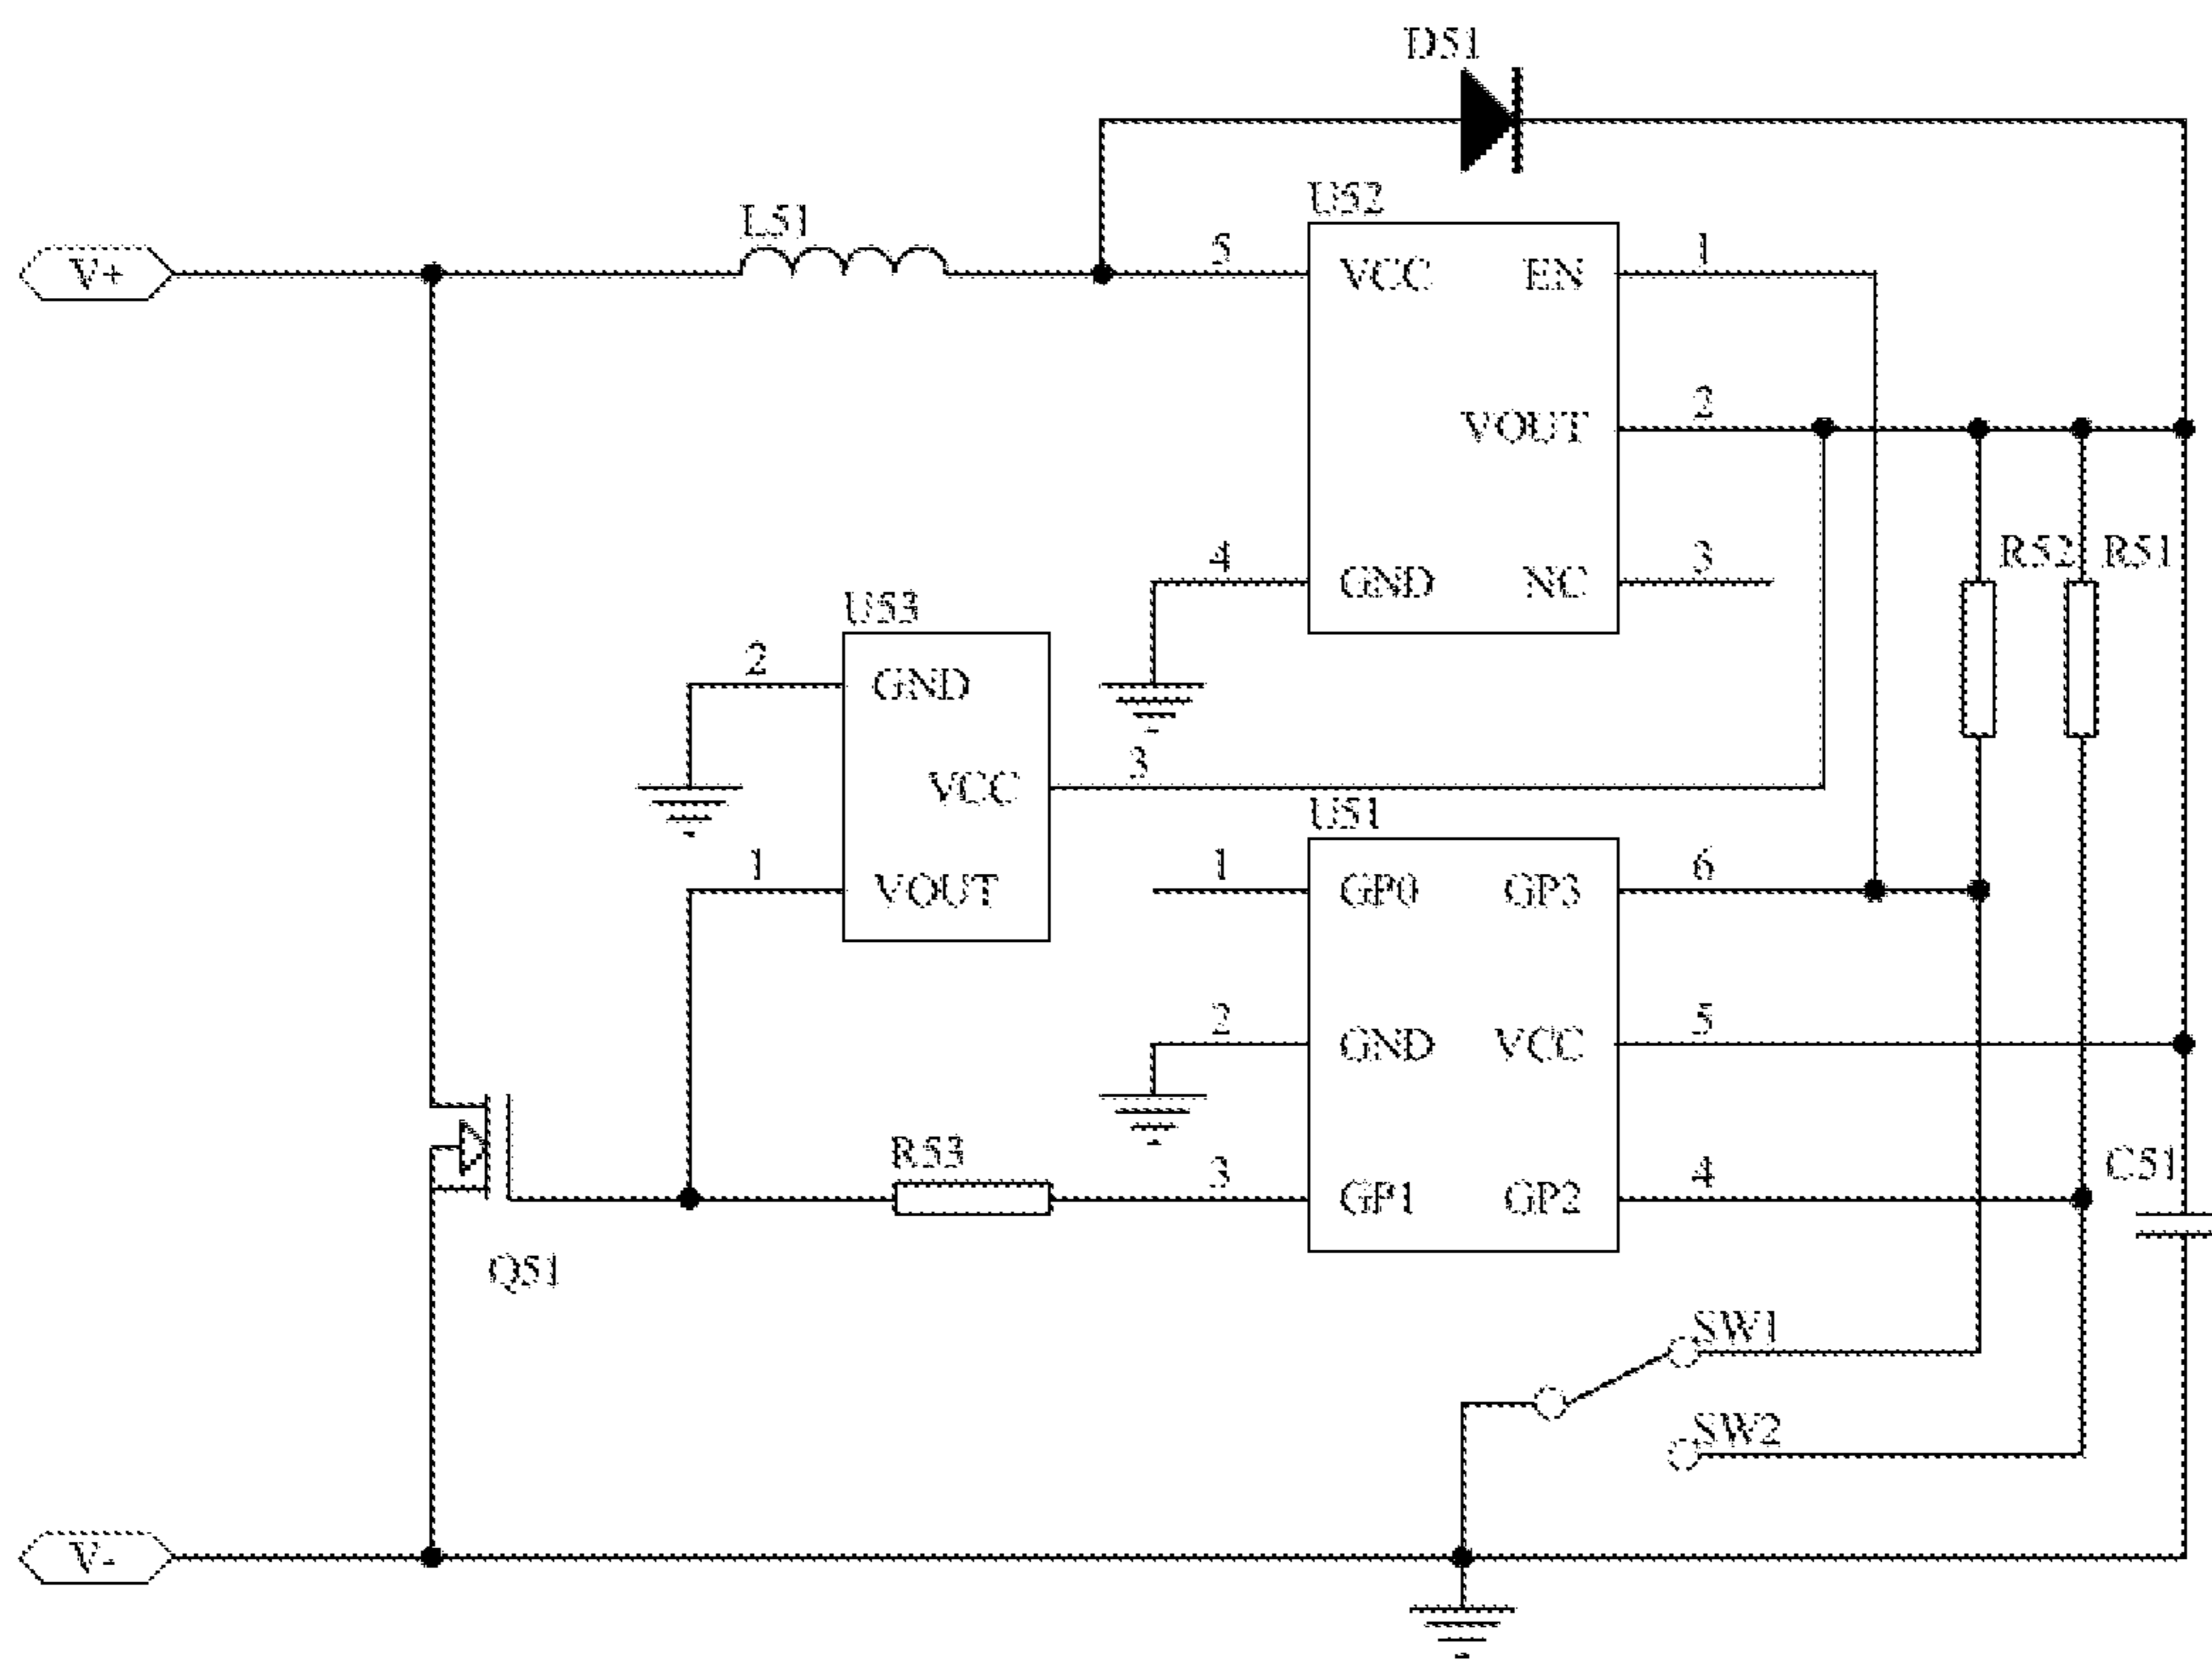 D51
U52
L51
V+
5
VCC
EN
1
VOUT
2
R52
R51
4
GND
NC
3
U53
2
GND
VCC
3
U51
1
VOUT
1
GP0
GP3
6
2
GND
VCC
5
R53
3
GP1
GP2
4
C51
Q51
SW1
SW2
V-